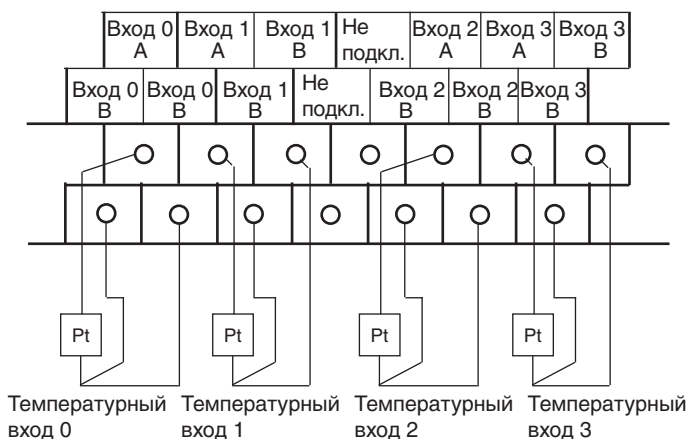 Вход 0 Вход 1 Вход 1 Не Вход 2 Вход 3 Вход 3
A A B подкл. A A B
Вход 0 Вход 0 Вход 1 Не Вход 2 Вход 2 Вход 3
B B B подкл. B B B
Pt Pt Pt Pt
Температурный Температурный Температурный Температурный
вход 0 вход 1 вход 2 вход 3